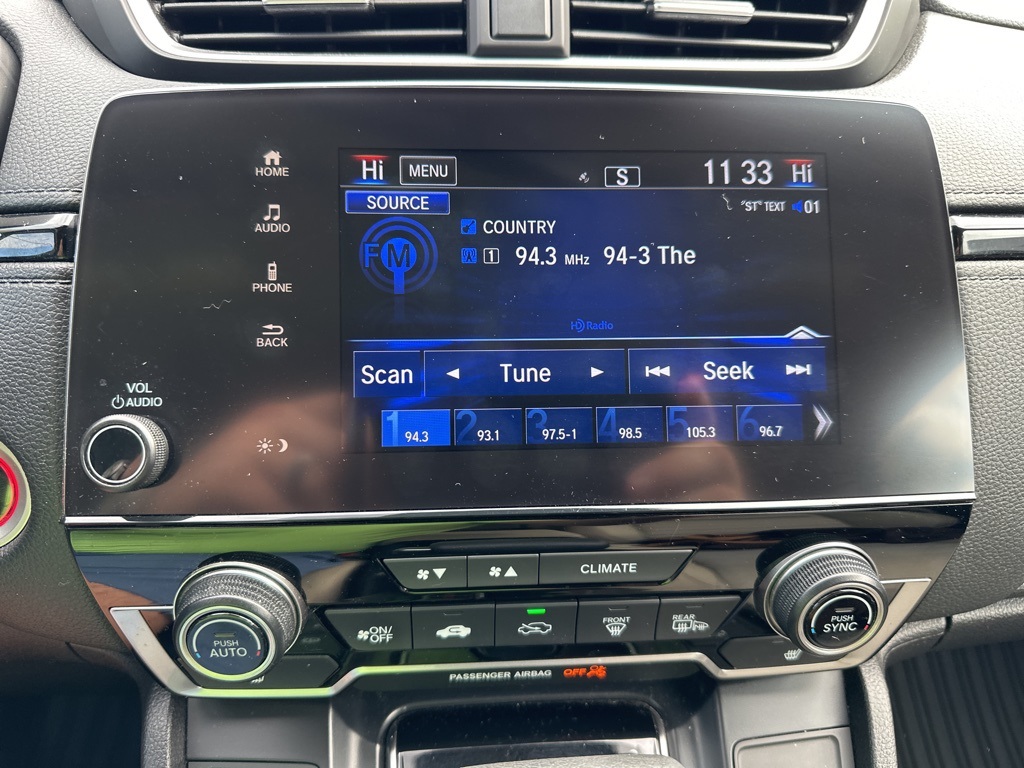 HOME
AUDIO
PHONE
BACK
VOL
AUDIO
Hi MENU S 11 33 Hi
SOURCE "ST" TEXT 01
FM
COUNTRY
1 94.3 MHz 94-3 The
HD Radio
Scan Tune Seek
1 94.3 2 93.1 3 97.5-1 4 98.5 5 105.3 6 96.7
CLIMATE
PUSH
AUTO
ON/
OFF
FRONT
REAR
PUSH
SYNC
PASSENGER AIRBAG OFF